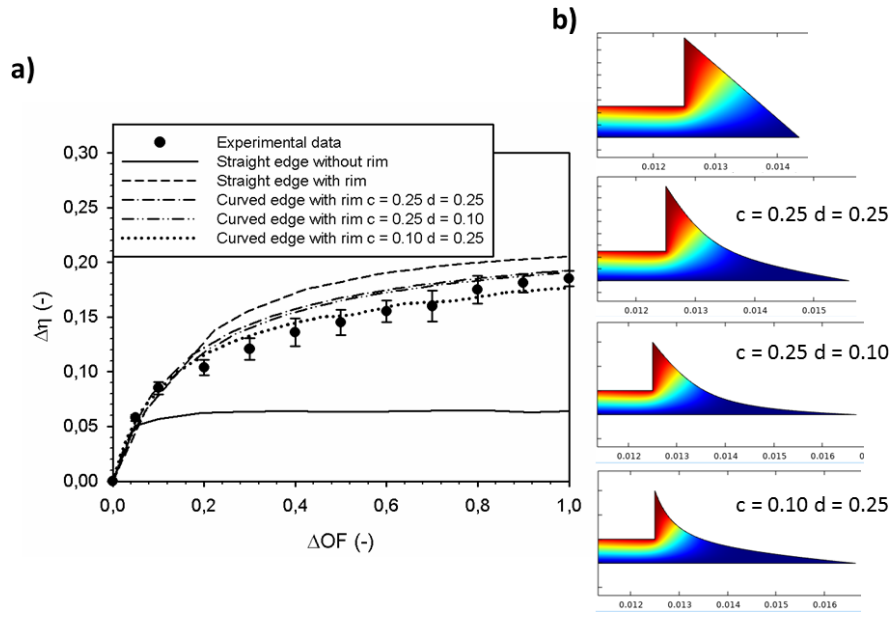 a)
Experimental data
Straight edge without rim
Straight edge with rim
Curved edge with rim c = 0.25 d = 0.25
Curved edge with rim c = 0.25 d = 0.10
Curved edge with rim c = 0.10 d = 0.25
0,30
0,25
0,20
0,15
0,10
0,05
0,00
Δη (-)
0,0 0,2 0,4 0,6 0,8 1,0
ΔOF (-)
b)
0.012 0.013 0.014
c = 0.25 d = 0.25
0.012 0.013 0.014 0.015
c = 0.25 d = 0.10
0.012 0.013 0.014 0.015 0.016 0
c = 0.10 d = 0.25
0.012 0.013 0.014 0.015 0.016